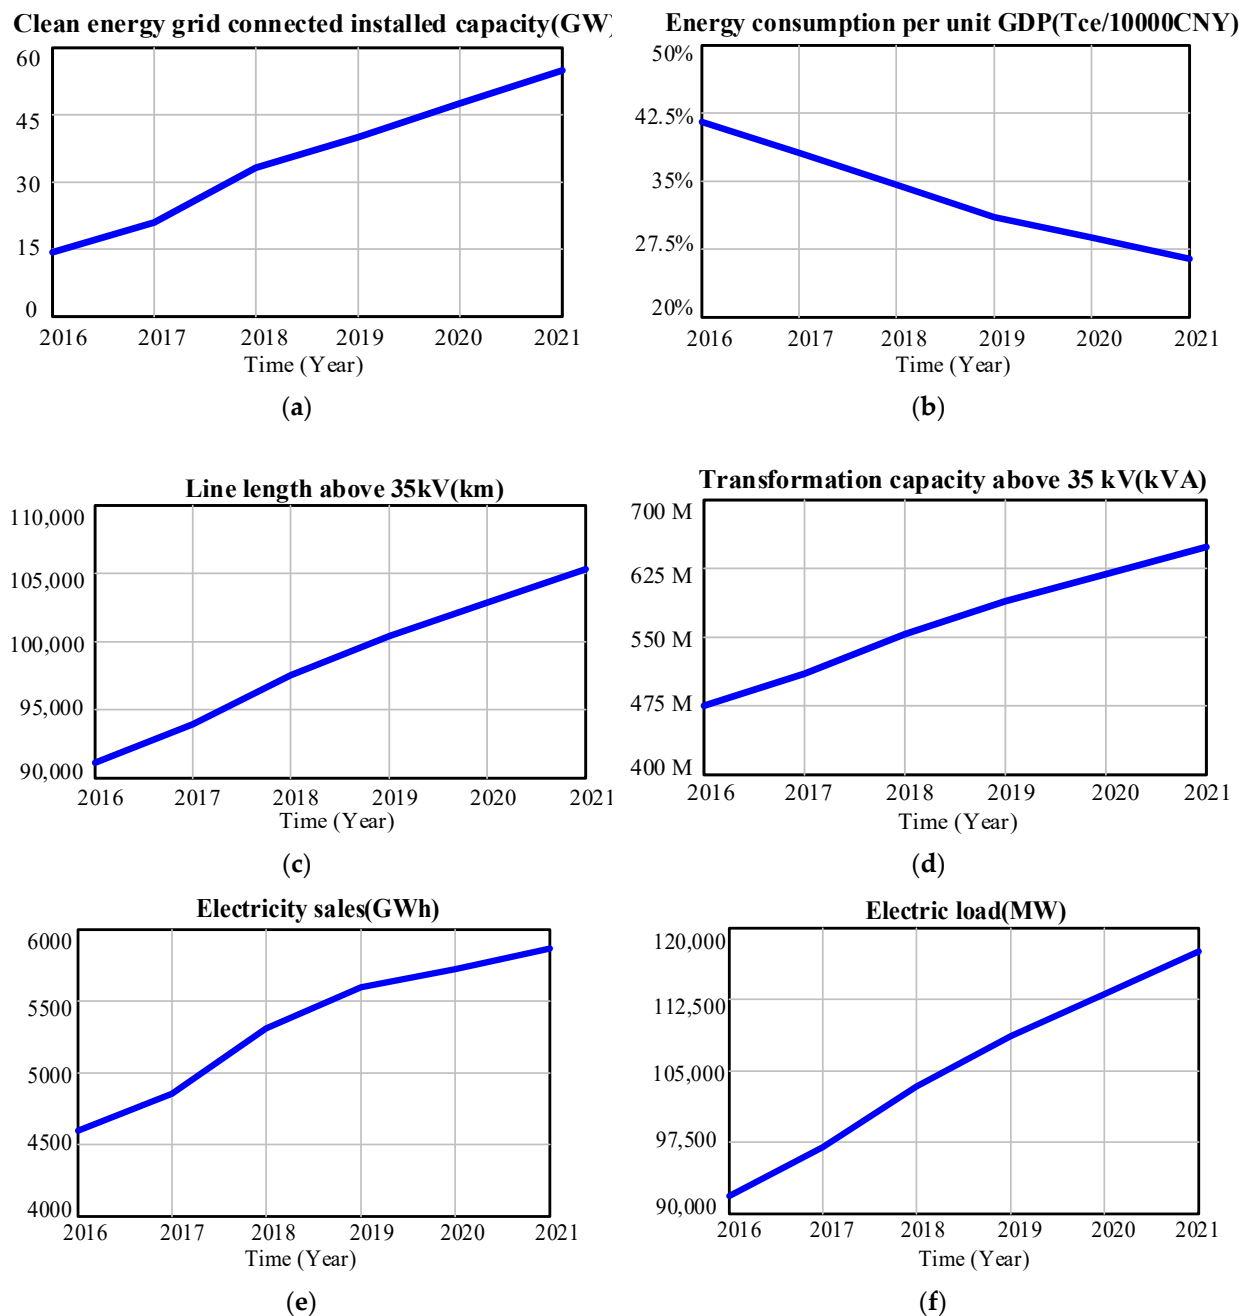 Clean energy grid connected installed capacity(GW)
60
45
30
15
0
2016 2017 2018 2019 2020 2021
Time (Year)
(a)
Energy consumption per unit GDP(Tce/10000CNY)
50%
42.5%
35%
27.5%
20%
2016 2017 2018 2019 2020 2021
Time (Year)
(b)
Line length above 35kV(km)
110,000
105,000
100,000
95,000
90,000
2016 2017 2018 2019 2020 2021
Time (Year)
(c)
Transformation capacity above 35 kV(kVA)
700 M
625 M
550 M
475 M
400 M
2016 2017 2018 2019 2020 2021
Time (Year)
(d)
Electricity sales(GWh)
6000
5500
5000
4500
4000
2016 2017 2018 2019 2020 2021
Time (Year)
(e)
Electric load(MW)
120,000
112,500
105,000
97,500
90,000
2016 2017 2018 2019 2020 2021
Time (Year)
(f)